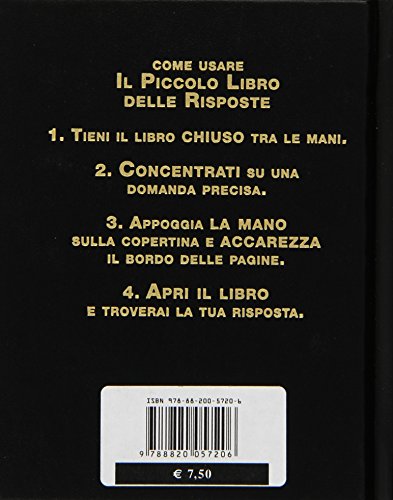 COME USARE
IL PICCOLO LIBRO
DELLE RISPOSTE
1. TIENI IL LIBRO CHIUSO TRA LE MANI.
2. CONCENTRATI SU UNA
DOMANDA PRECISA.
3. APPOGGIA LA MANO
SULLA COPERTINA E ACCAREZZA
IL BORDO DELLE PAGINE.
4. APRI IL LIBRO
E TROVERAI LA TUA RISPOSTA.
ISBN 978-88-200-5720-6
9 788820 057206
€ 7,50